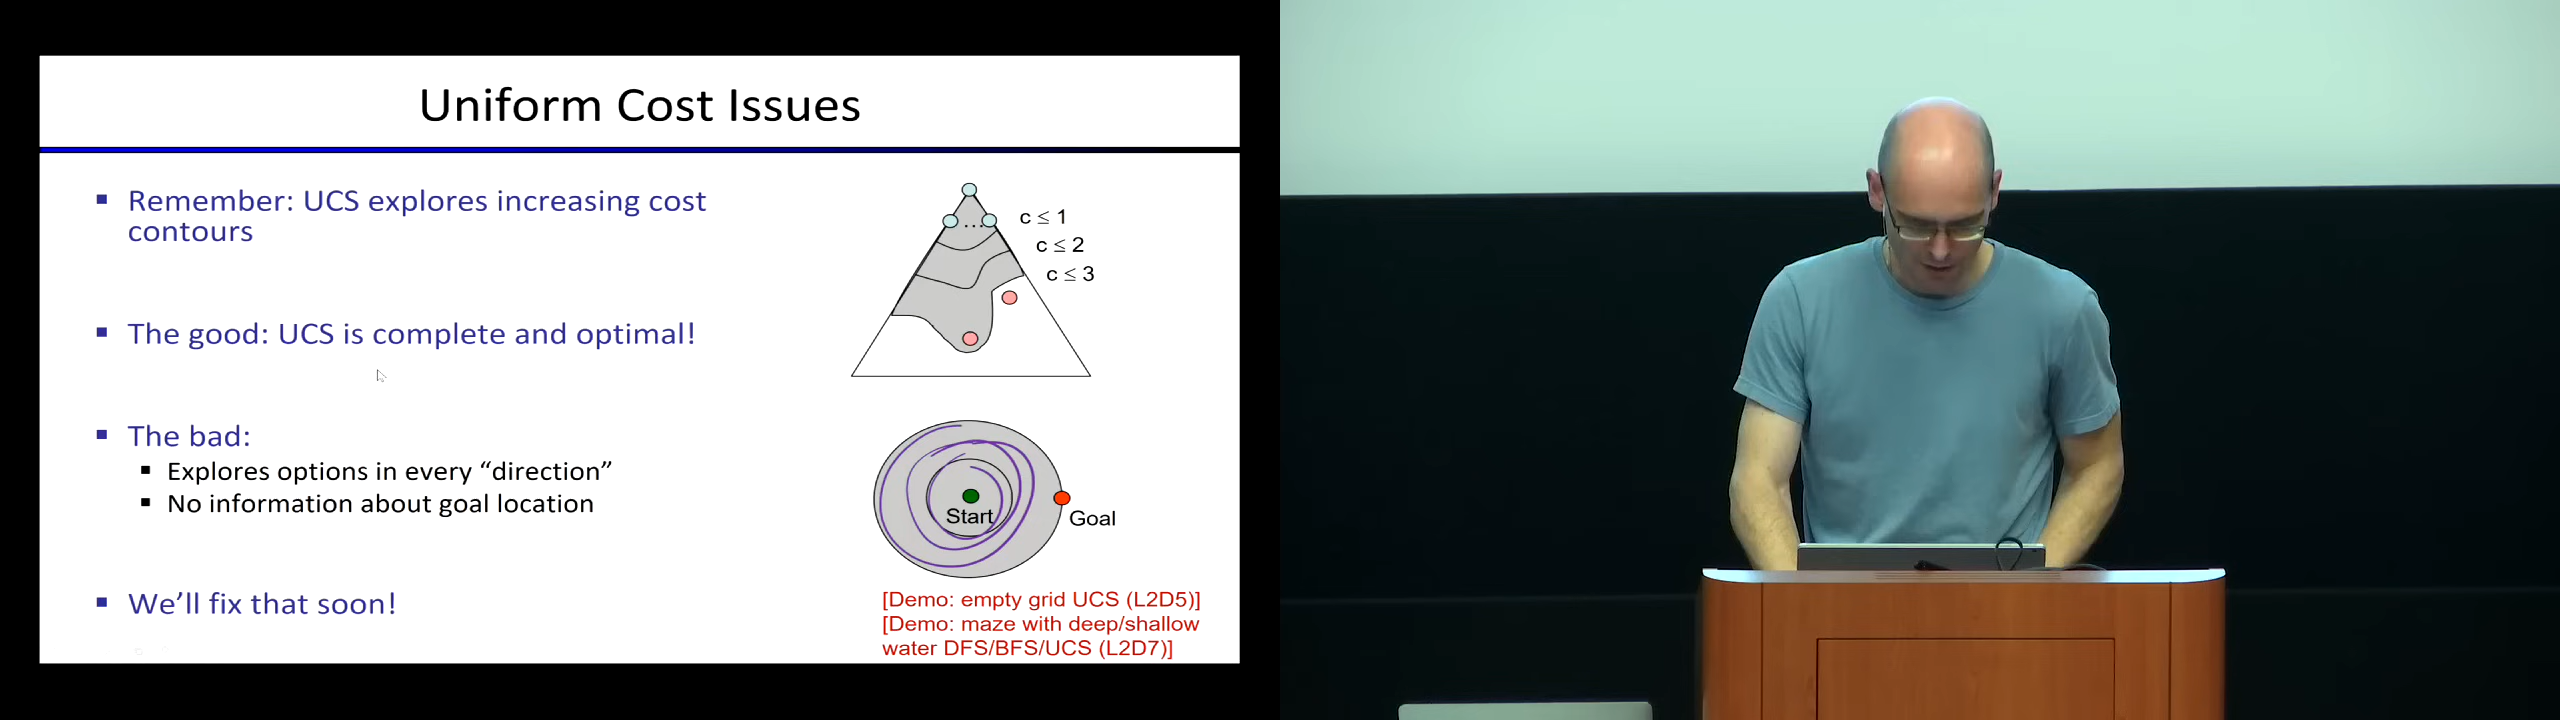 Uniform Cost Issues
▪ Remember: UCS explores increasing cost
contours
▪ The good: UCS is complete and optimal!
▪ The bad:
▪ Explores options in every “direction”
▪ No information about goal location
▪ We’ll fix that soon!
...
c ≤ 1
c ≤ 2
c ≤ 3
Start
Goal
[Demo: empty grid UCS (L2D5)]
[Demo: maze with deep/shallow
water DFS/BFS/UCS (L2D7)]